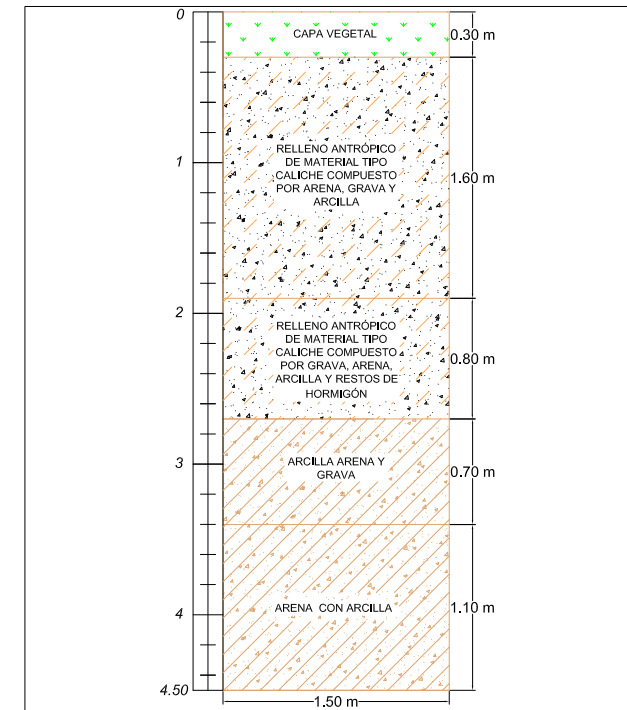 0
CAPA VEGETAL
0.30 m
RELLENO ANTRÓPICO
DE MATERIAL TIPO
CALICHE COMPUESTO
POR ARENA, GRAVA Y
ARCILLA
1
1.60 m
2
RELLENO ANTRÓPICO
DE MATERIAL TIPO
CALICHE COMPUESTO
POR GRAVA, ARENA,
ARCILLA Y RESTOS DE
HORMIGÓN
0.80 m
3
ARCILLA ARENA Y
GRAVA
0.70 m
4
ARENA CON ARCILLA
1.10 m
4.50
1.50 m